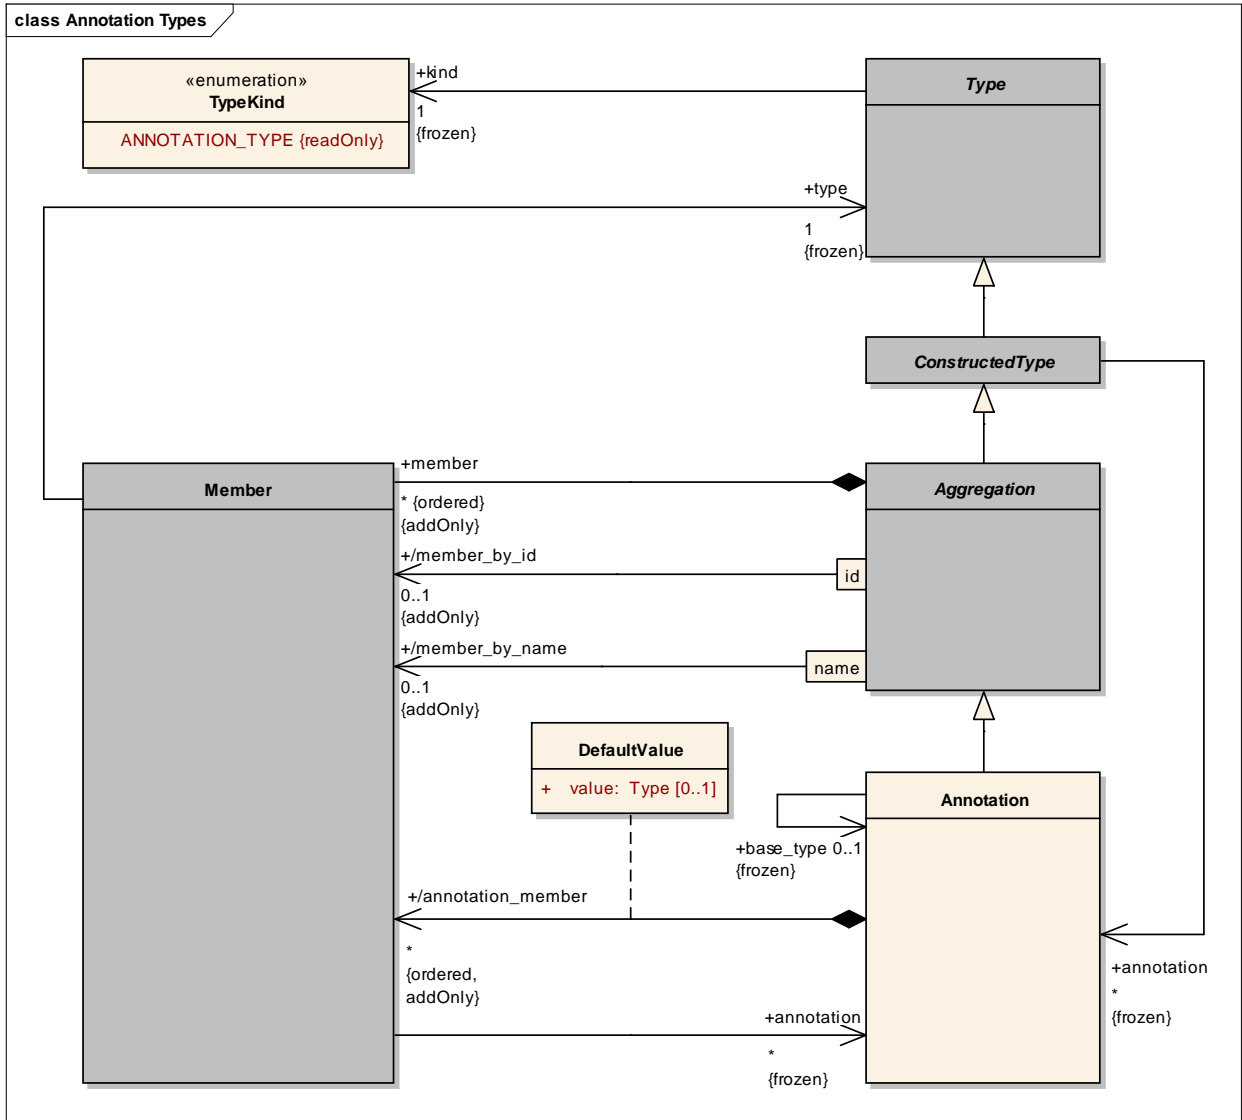 class Annotation Types
«enumeration»
TypeKind
ANNOTATION_TYPE {readOnly}
+kind
1
{frozen}
Type
+type
1
{frozen}
ConstructedType
Member
+member
* {ordered}
{addOnly}
Aggregation
+/member_by_id
0..1
{addOnly}
id
+/member_by_name
0..1
{addOnly}
name
DefaultValue
+ value: Type [0..1]
Annotation
+base_type 0..1
{frozen}
+/annotation_member
*
{ordered,
addOnly}
+annotation
*
{frozen}
+annotation
*
{frozen}